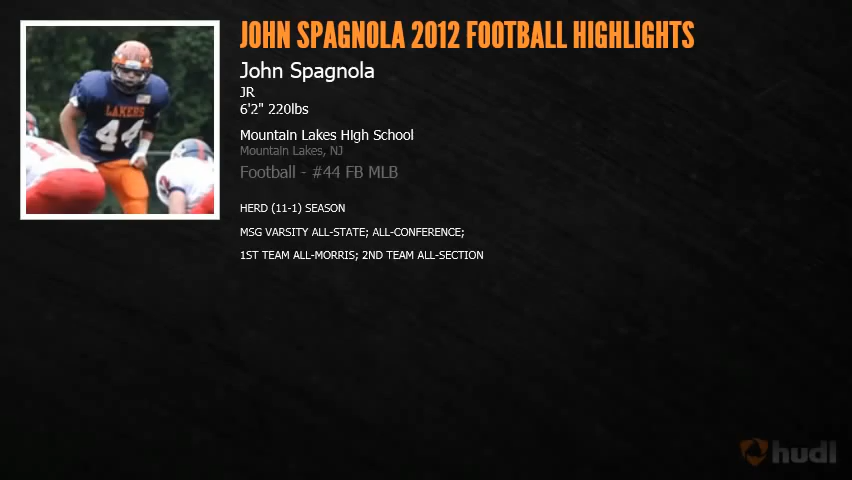 JOHN SPAGNOLA 2012 FOOTBALL HIGHLIGHTS
John Spagnola
JR
6'2" 220lbs
Mountain Lakes High School
Mountain Lakes, NJ
Football - #44 FB MLB
HERD (11-1) SEASON
MSG VARSITY ALL-STATE; ALL-CONFERENCE;
1ST TEAM ALL-MORRIS; 2ND TEAM ALL-SECTION
LAKERS
44
hudl